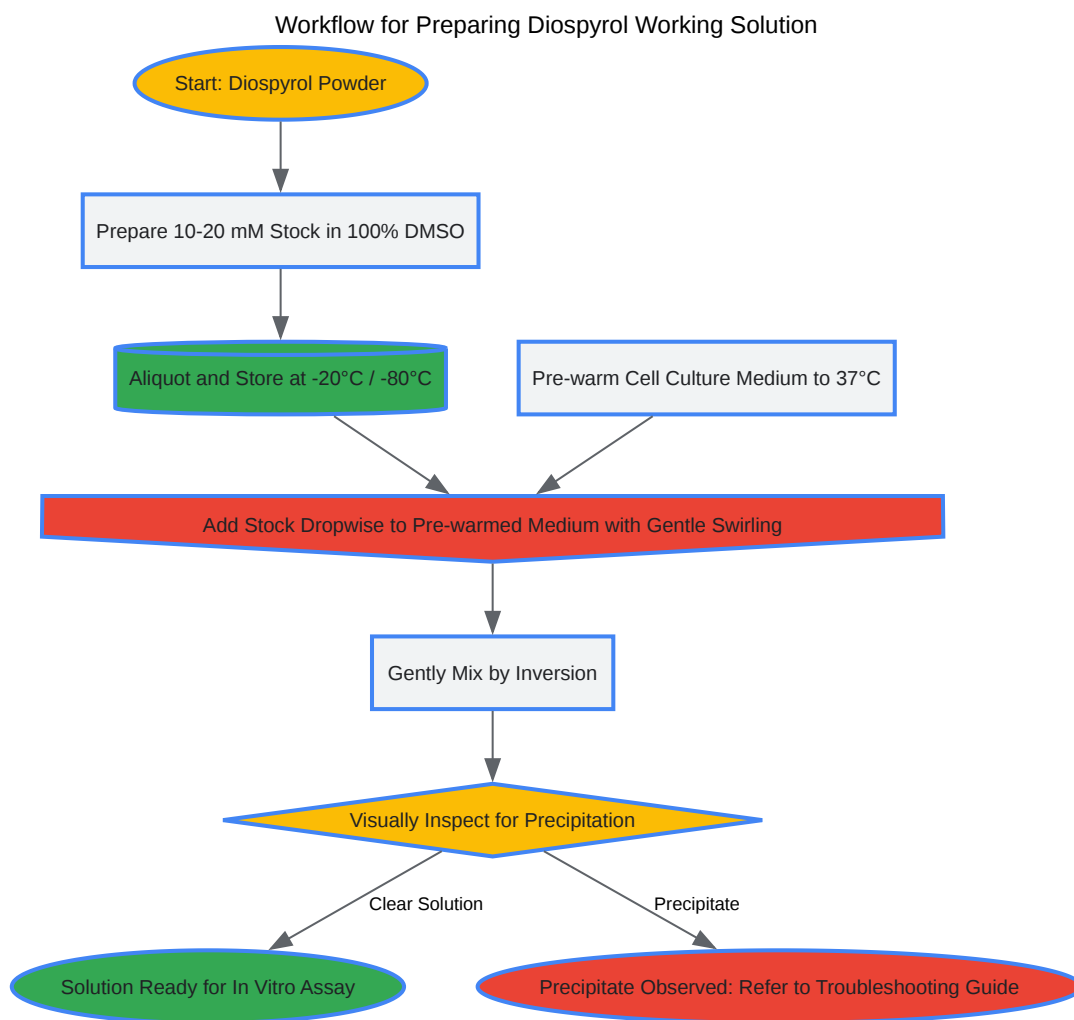 Workflow for Preparing Diospyrol Working Solution
Start: Diospyrol Powder
Prepare 10-20 mM Stock in 100% DMSO
Aliquot and Store at -20°C / -80°C
Pre-warm Cell Culture Medium to 37°C
Add Stock Dropwise to Pre-warmed Medium with Gentle Swirling
Gently Mix by Inversion
Visually Inspect for Precipitation
Clear Solution
Precipitate
Solution Ready for In Vitro Assay
Precipitate Observed: Refer to Troubleshooting Guide